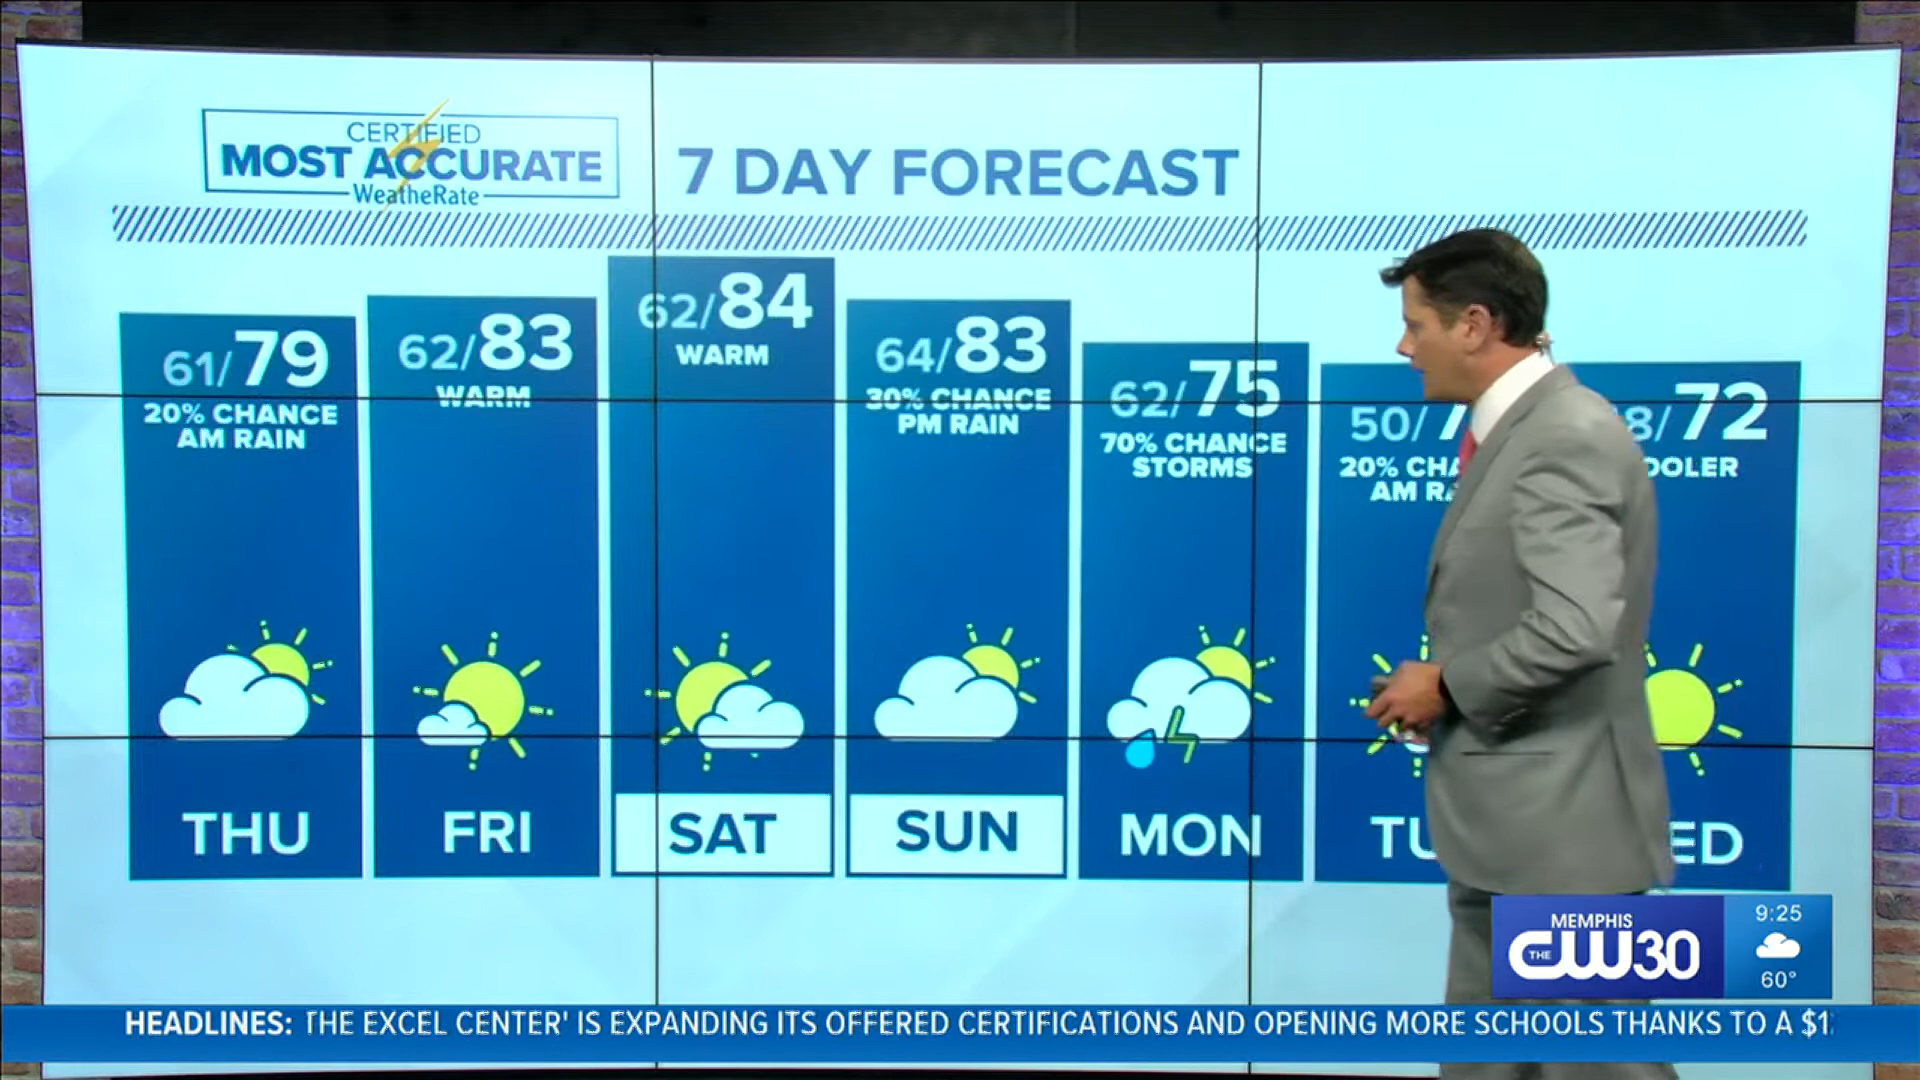 CERTIFIED
MOST ACCURATE
WeatheRate
7 DAY FORECAST
61/79
20% CHANCE
AM RAIN
THU
62/83
WARM
FRI
62/84
WARM
SAT
64/83
30% CHANCE
PM RAIN
SUN
62/75
70% CHANCE
STORMS
MON
50/7
20% CHA
AM RA
TU
8/72
OOLER
ED
MEMPHIS
THE CW30
9:25
60°
HEADLINES: THE EXCEL CENTER' IS EXPANDING ITS OFFERED CERTIFICATIONS AND OPENING MORE SCHOOLS THANKS TO A $1